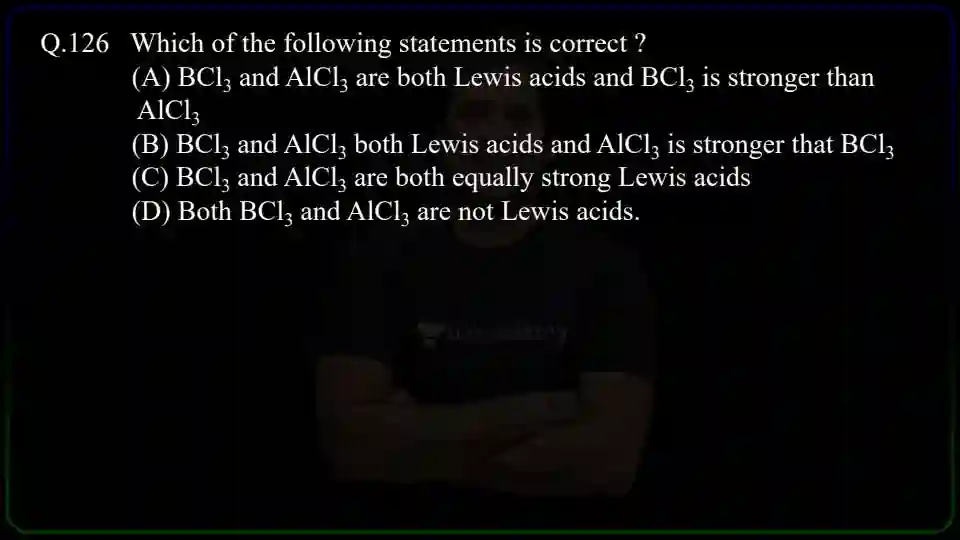 Q.126 Which of the following statements is correct ?
(A) BCl₃ and AlCl₃ are both Lewis acids and BCl₃ is stronger than
AlCl₃
(B) BCl₃ and AlCl₃ both Lewis acids and AlCl₃ is stronger that BCl₃
(C) BCl₃ and AlCl₃ are both equally strong Lewis acids
(D) Both BCl₃ and AlCl₃ are not Lewis acids.